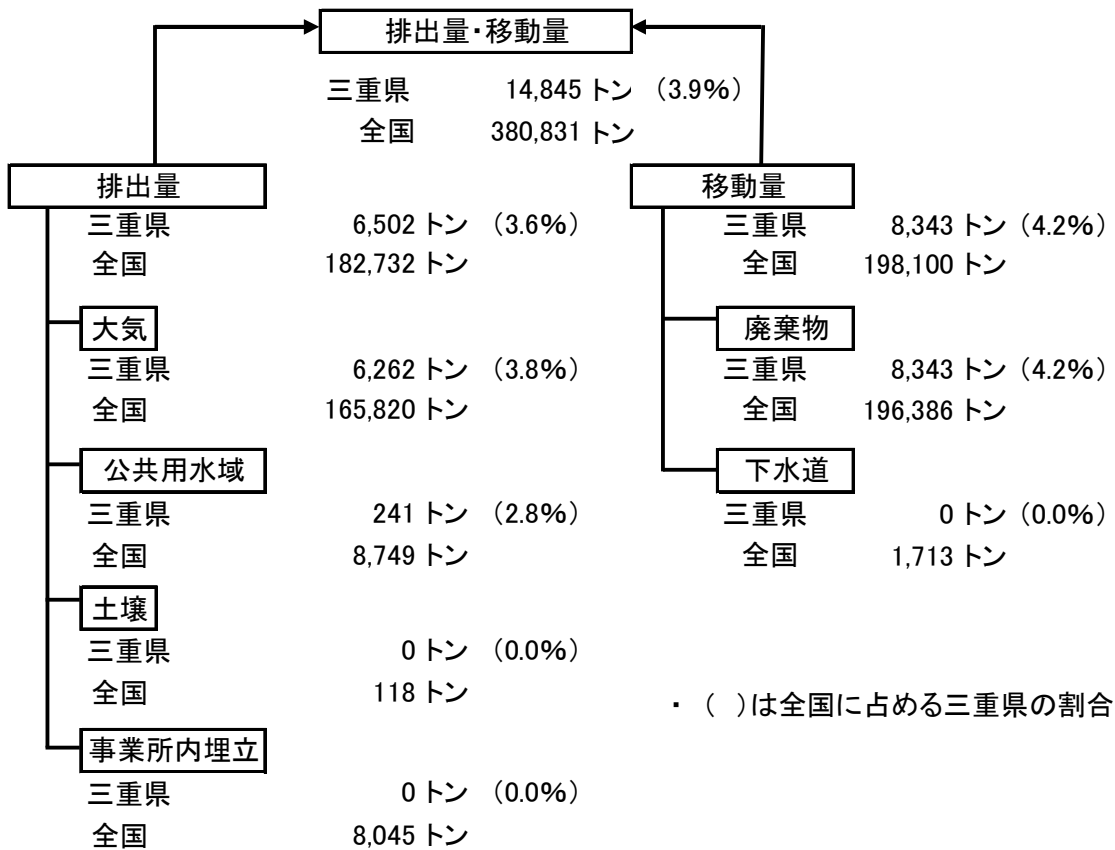 排出量・移動量
三重県 14,845 トン （3.9%）
全国 380,831 トン
排出量
三重県 6,502 トン （3.6%）
全国 182,732 トン
大気
三重県 6,262 トン （3.8%）
全国 165,820 トン
公共用水域
三重県 241 トン （2.8%）
全国 8,749 トン
土壌
三重県 0 トン （0.0%）
全国 118 トン
事業所内埋立
三重県 0 トン （0.0%）
全国 8,045 トン
移動量
三重県 8,343 トン （4.2%）
全国 198,100 トン
廃棄物
三重県 8,343 トン （4.2%）
全国 196,386 トン
下水道
三重県 0 トン （0.0%）
全国 1,713 トン
・ （ ）は全国に占める三重県の割合